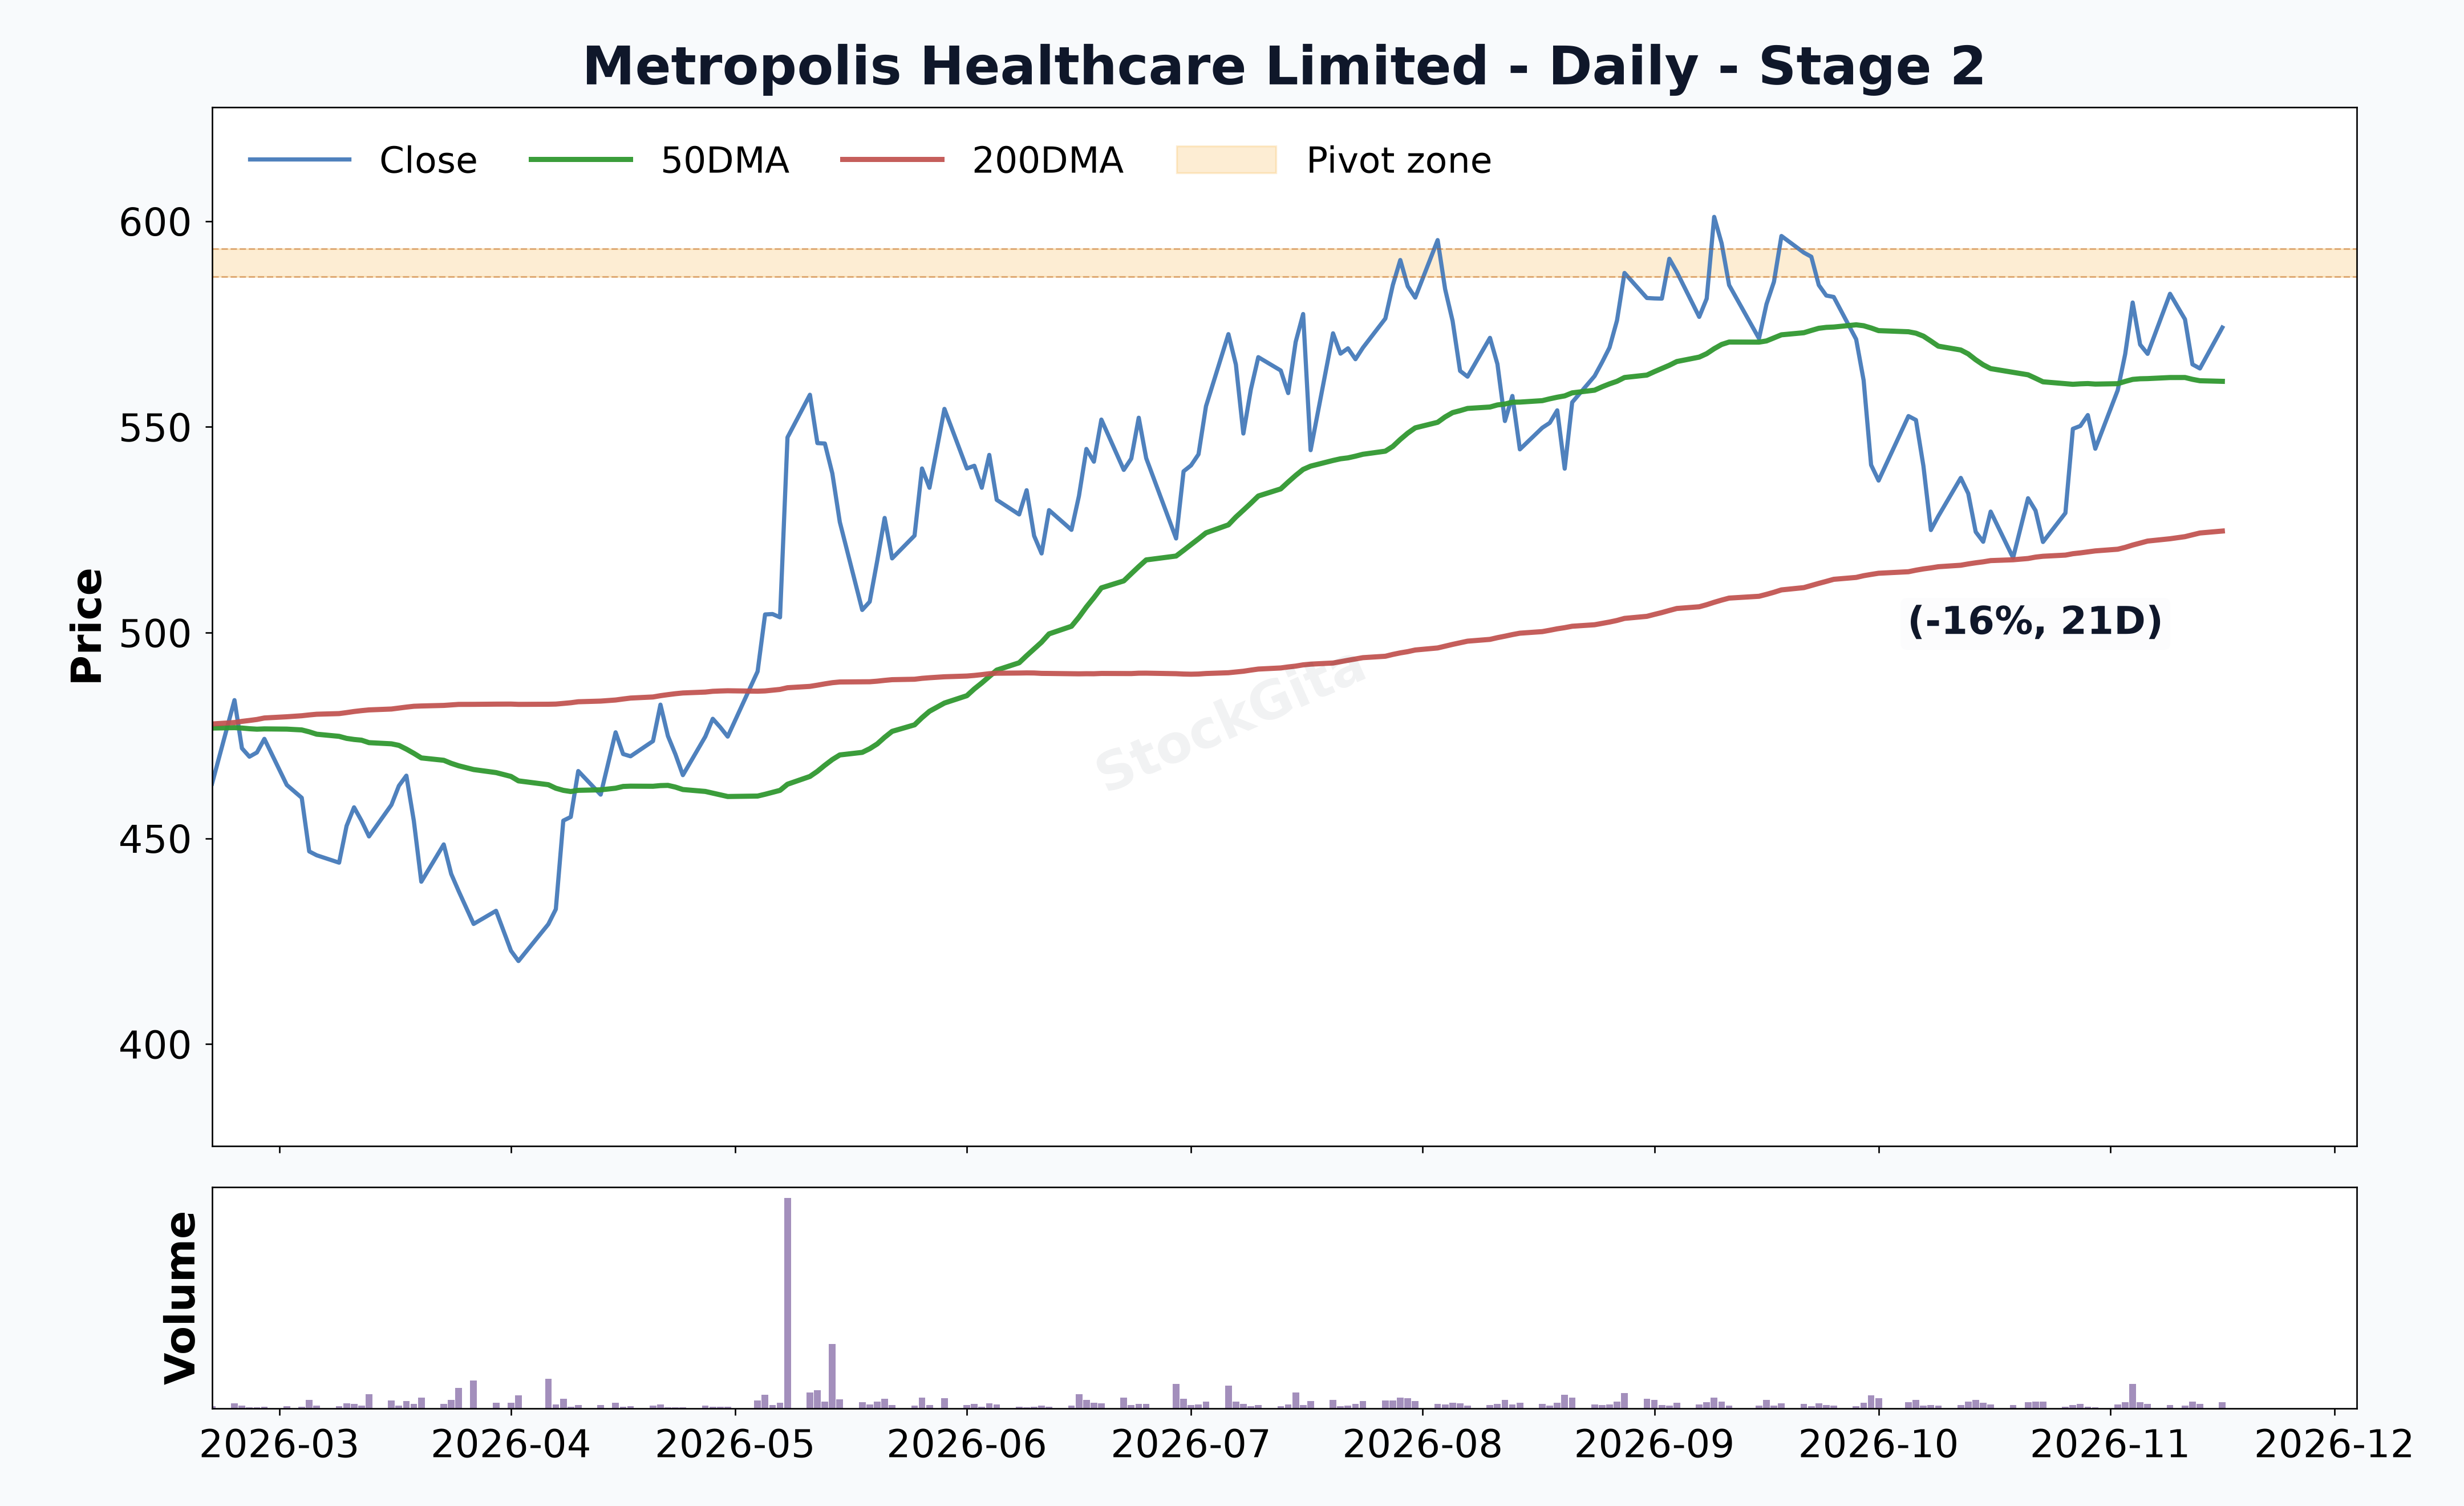 Metropolis Healthcare Limited - Daily - Stage 2
Close 50DMA 200DMA Pivot zone
600
550
500
450
400
Price
(-16%, 21D)
StockGita
Volume
2026-03 2026-04 2026-05 2026-06 2026-07 2026-08 2026-09 2026-10 2026-11 2026-12